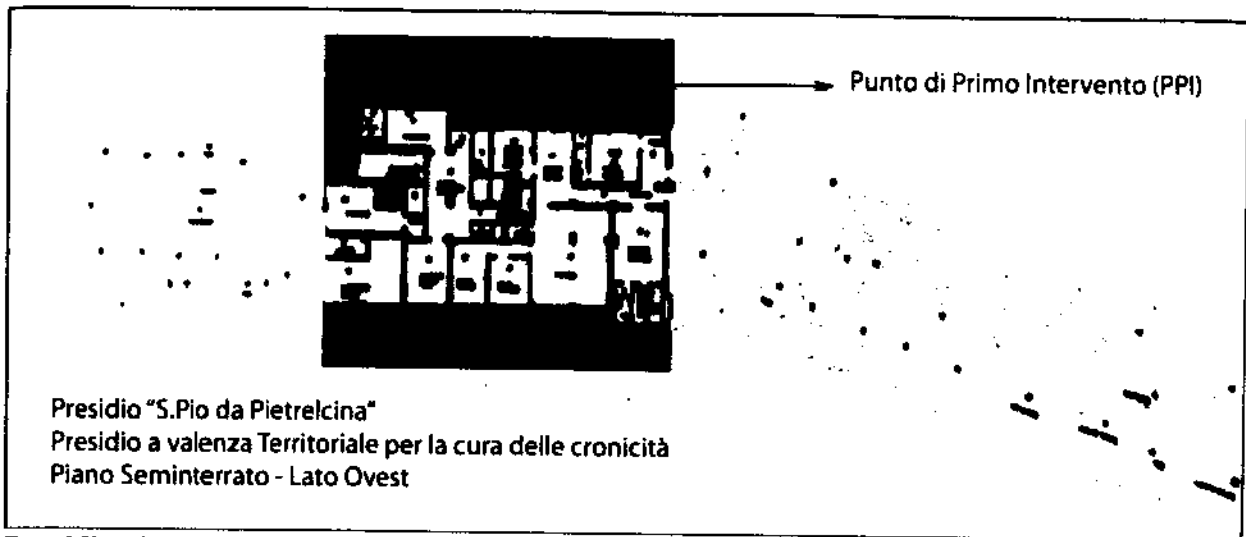 Punto di Primo Intervento (PPI)
Presidio "S.Pio da Pietrelcina"
Presidio a valenza Territoriale per la cura delle cronicità
Piano Seminterrato - Lato Ovest